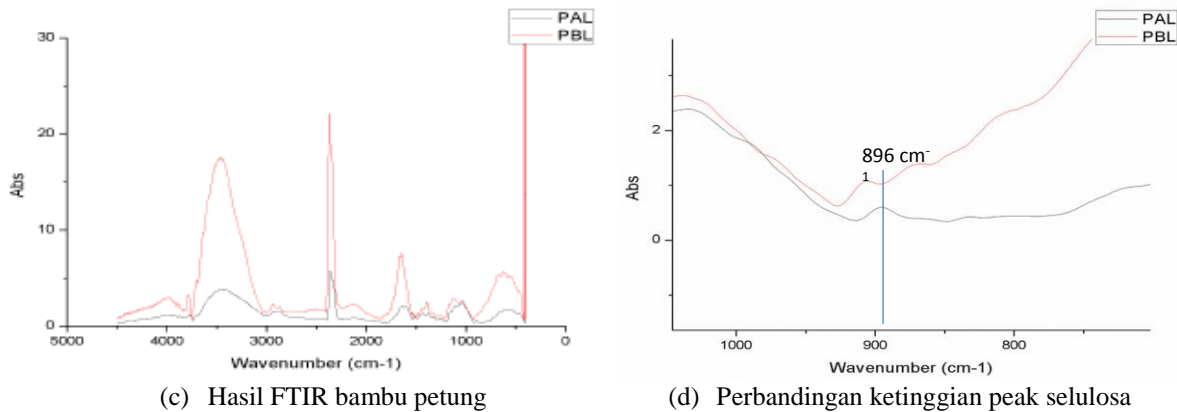 PAL
PBL
30
20
10
0
Abs
5000 4000 3000 2000 1000 0
Wavenumber (cm-1)
(c) Hasil FTIR bambu petung
PAL
PBL
2
0
Abs
896 cm-
1
1000 900 800
Wavenumber (cm-1)
(d) Perbandingan ketinggian peak selulosa